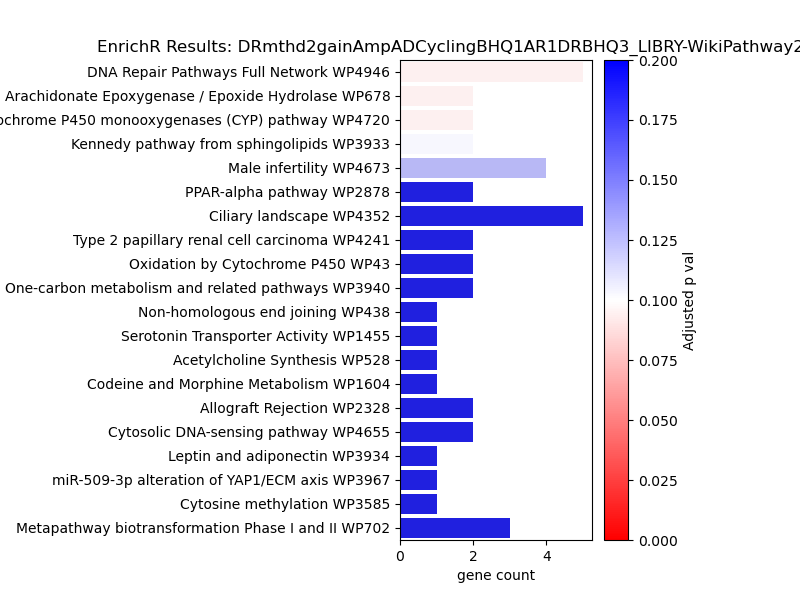 EnrichR Results: DRmthd2gainAmpADCyclingBHQ1AR1DRBHQ3_LIBRY-WikiPathway2
DNA Repair Pathways Full Network WP4946
Arachidonate Epoxygenase / Epoxide Hydrolase WP678
ochrome P450 monooxygenases (CYP) pathway WP4720
Kennedy pathway from sphingolipids WP3933
Male infertility WP4673
PPAR-alpha pathway WP2878
Ciliary landscape WP4352
Type 2 papillary renal cell carcinoma WP4241
Oxidation by Cytochrome P450 WP43
One-carbon metabolism and related pathways WP3940
Non-homologous end joining WP438
Serotonin Transporter Activity WP1455
Acetylcholine Synthesis WP528
Codeine and Morphine Metabolism WP1604
Allograft Rejection WP2328
Cytosolic DNA-sensing pathway WP4655
Leptin and adiponectin WP3934
miR-509-3p alteration of YAP1/ECM axis WP3967
Cytosine methylation WP3585
Metapathway biotransformation Phase I and II WP702
0 2 4
gene count
0.200
0.175
0.150
0.125
0.100
0.075
0.050
0.025
0.000
Adjusted p val